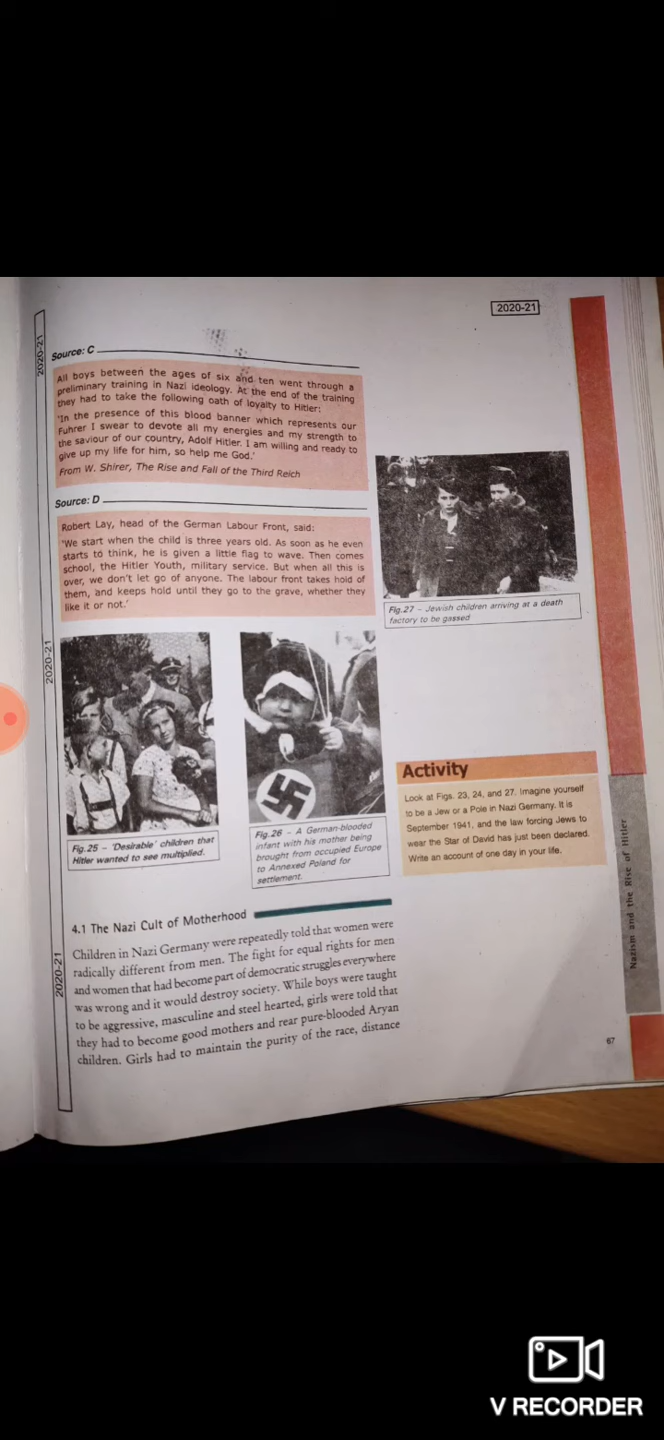 2020-21
2020-21
Source: C
All boys between the ages of six and ten went through a
preliminary training in Nazi ideology. At the end of the training
they had to take the following oath of loyalty to Hitler:
'In the presence of this blood banner which represents our
Fuhrer I swear to devote all my energies and my strength to
the saviour of our country, Adolf Hitler. I am willing and ready to
give up my life for him, so help me God.'
From W. Shirer, The Rise and Fall of the Third Reich
Source: D
Robert Lay, head of the German Labour Front, said:
'We start when the child is three years old. As soon as he even
starts to think, he is given a little flag to wave. Then comes
school, the Hitler Youth, military service. But when all this is
over, we don't let go of anyone. The labour front takes hold of
them, and keeps hold until they go to the grave, whether they
like it or not.'
Fig.27 – Jewish children arriving at a death
factory to be gassed
2020-21
Fig.25 – 'Desirable' children that
Hitler wanted to see multiplied.
Fig.26 – A German-blooded
infant with his mother being
brought from occupied Europe
to Annexed Poland for
settlement.
Activity
Look at Figs. 23, 24, and 27. Imagine yourself
to be a Jew or a Pole in Nazi Germany. It is
September 1941, and the law forcing Jews to
wear the Star of David has just been declared.
Write an account of one day in your life.
4.1 The Nazi Cult of Motherhood
Children in Nazi Germany were repeatedly told that women were
radically different from men. The fight for equal rights for men
and women that had become part of democratic struggles everywhere
was wrong and it would destroy society. While boys were taught
to be aggressive, masculine and steel hearted, girls were told that
they had to become good mothers and rear pure-blooded Aryan
children. Girls had to maintain the purity of the race, distance
2020-21
Nazism and the Rise of Hitler
67
V RECORDER